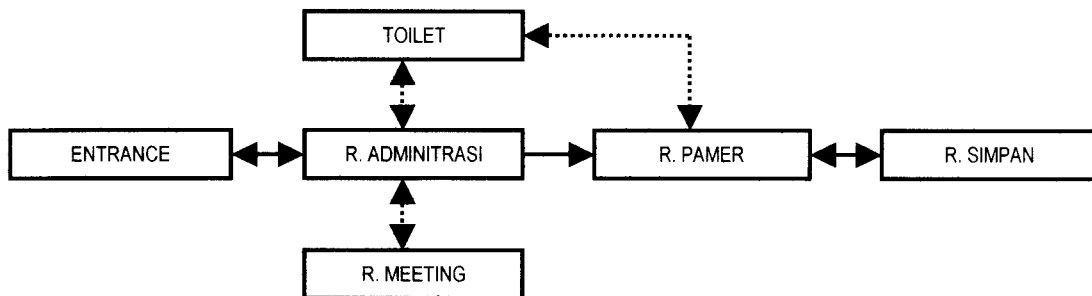 TOILET
ENTRANCE
R. ADMINITRASI
R. PAMER
R. SIMPAN
R. MEETING